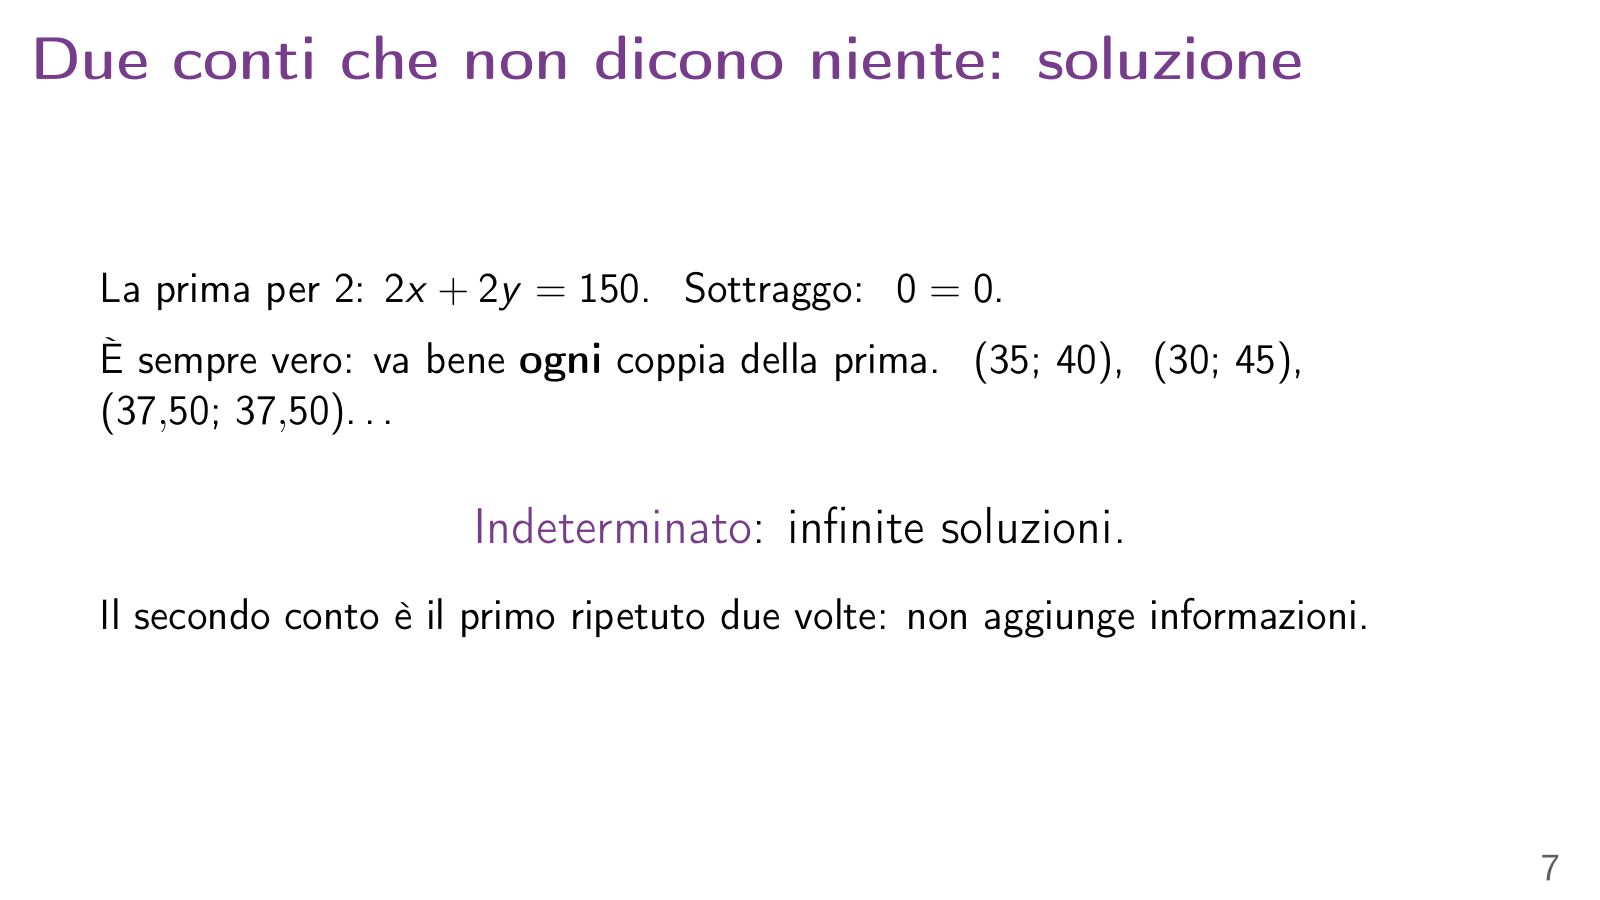 Due conti che non dicono niente: soluzione
La prima per 2: 2x + 2y = 150. Sottraggo: 0 = 0.
È sempre vero: va bene ogni coppia della prima. (35; 40), (30; 45),
(37,50; 37,50)...
Indeterminato: infinite soluzioni.
Il secondo conto è il primo ripetuto due volte: non aggiunge informazioni.
7